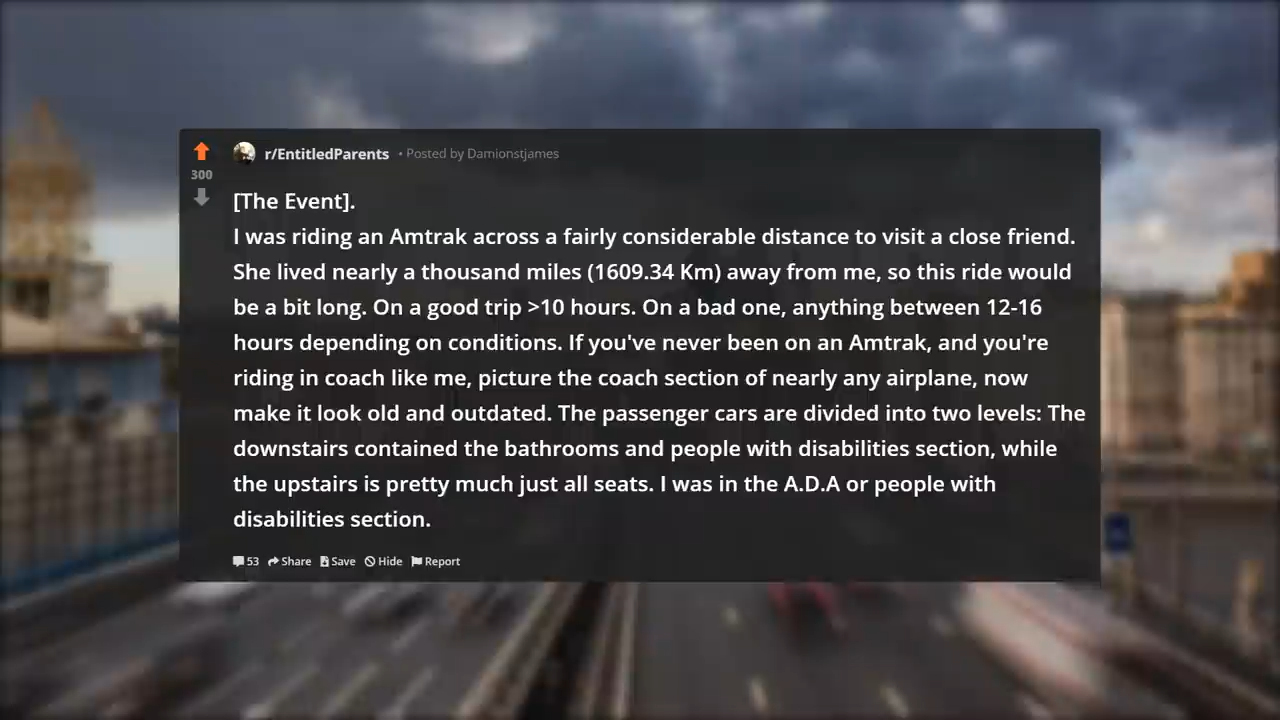 r/EntitledParents • Posted by Damionstjames
300
[The Event].
I was riding an Amtrak across a fairly considerable distance to visit a close friend.
She lived nearly a thousand miles (1609.34 Km) away from me, so this ride would
be a bit long. On a good trip >10 hours. On a bad one, anything between 12-16
hours depending on conditions. If you've never been on an Amtrak, and you're
riding in coach like me, picture the coach section of nearly any airplane, now
make it look old and outdated. The passenger cars are divided into two levels: The
downstairs contained the bathrooms and people with disabilities section, while
the upstairs is pretty much just all seats. I was in the A.D.A or people with
disabilities section.
53 Share Save Hide Report